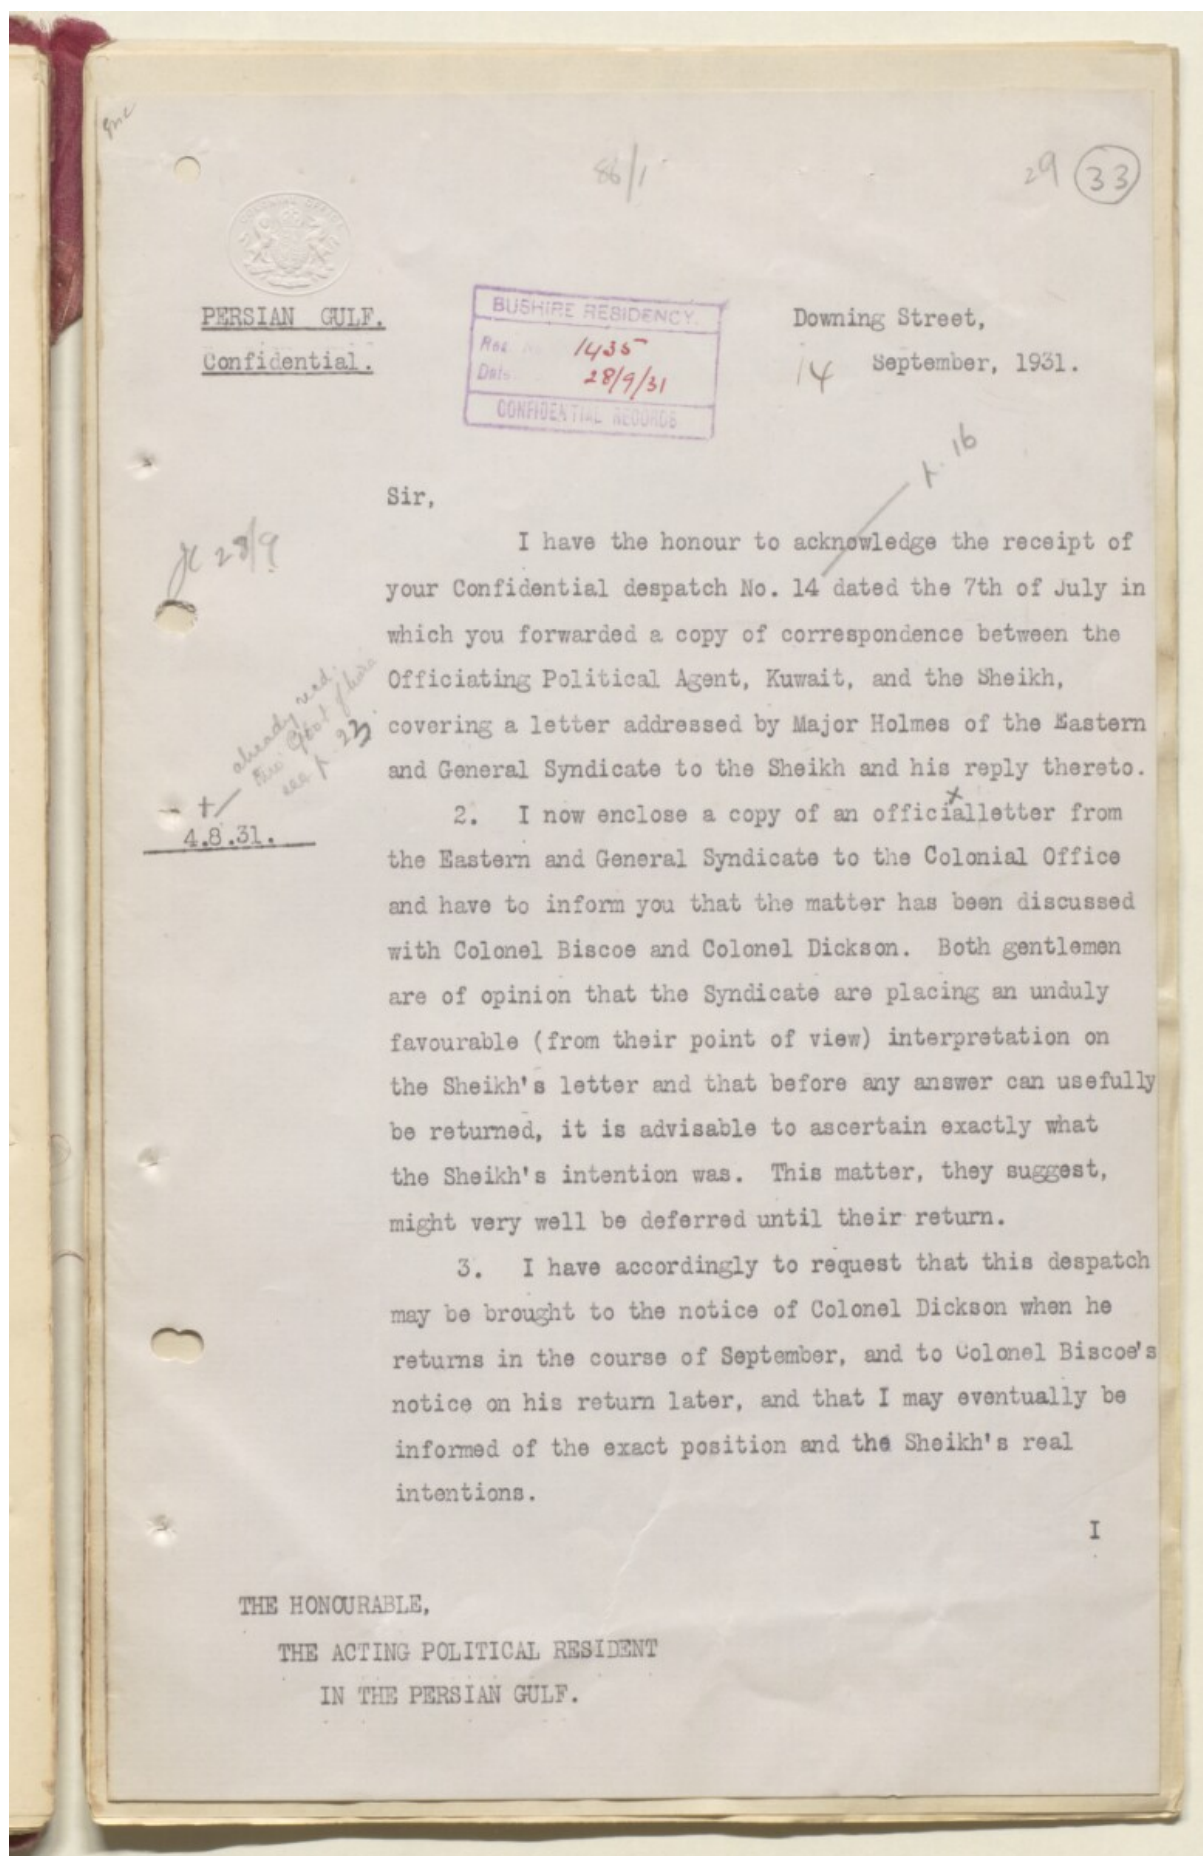 86/1
29 33
PERSIAN GULF.
Confidential.
BUSHIRE RESIDENCY.
Reg. No. 1435
Date 28/9/31
CONFIDENTIAL RECORDS
Downing Street,
14 September, 1931.
p. 16
Sir,
I have the honour to acknowledge the receipt of
your Confidential despatch No. 14 dated the 7th of July in
which you forwarded a copy of correspondence between the
Officiating Political Agent, Kuwait, and the Sheikh,
covering a letter addressed by Major Holmes of the Eastern
and General Syndicate to the Sheikh and his reply thereto.
28/9
already recd.
see p. 23
+
4.8.31.
2. I now enclose a copy of an official letter from
the Eastern and General Syndicate to the Colonial Office
and have to inform you that the matter has been discussed
with Colonel Biscoe and Colonel Dickson. Both gentlemen
are of opinion that the Syndicate are placing an unduly
favourable (from their point of view) interpretation on
the Sheikh's letter and that before any answer can usefully
be returned, it is advisable to ascertain exactly what
the Sheikh's intention was. This matter, they suggest,
might very well be deferred until their return.
3. I have accordingly to request that this despatch
may be brought to the notice of Colonel Dickson when he
returns in the course of September, and to Colonel Biscoe's
notice on his return later, and that I may eventually be
informed of the exact position and the Sheikh's real
intentions.
I
THE HONOURABLE,
THE ACTING POLITICAL RESIDENT
IN THE PERSIAN GULF.